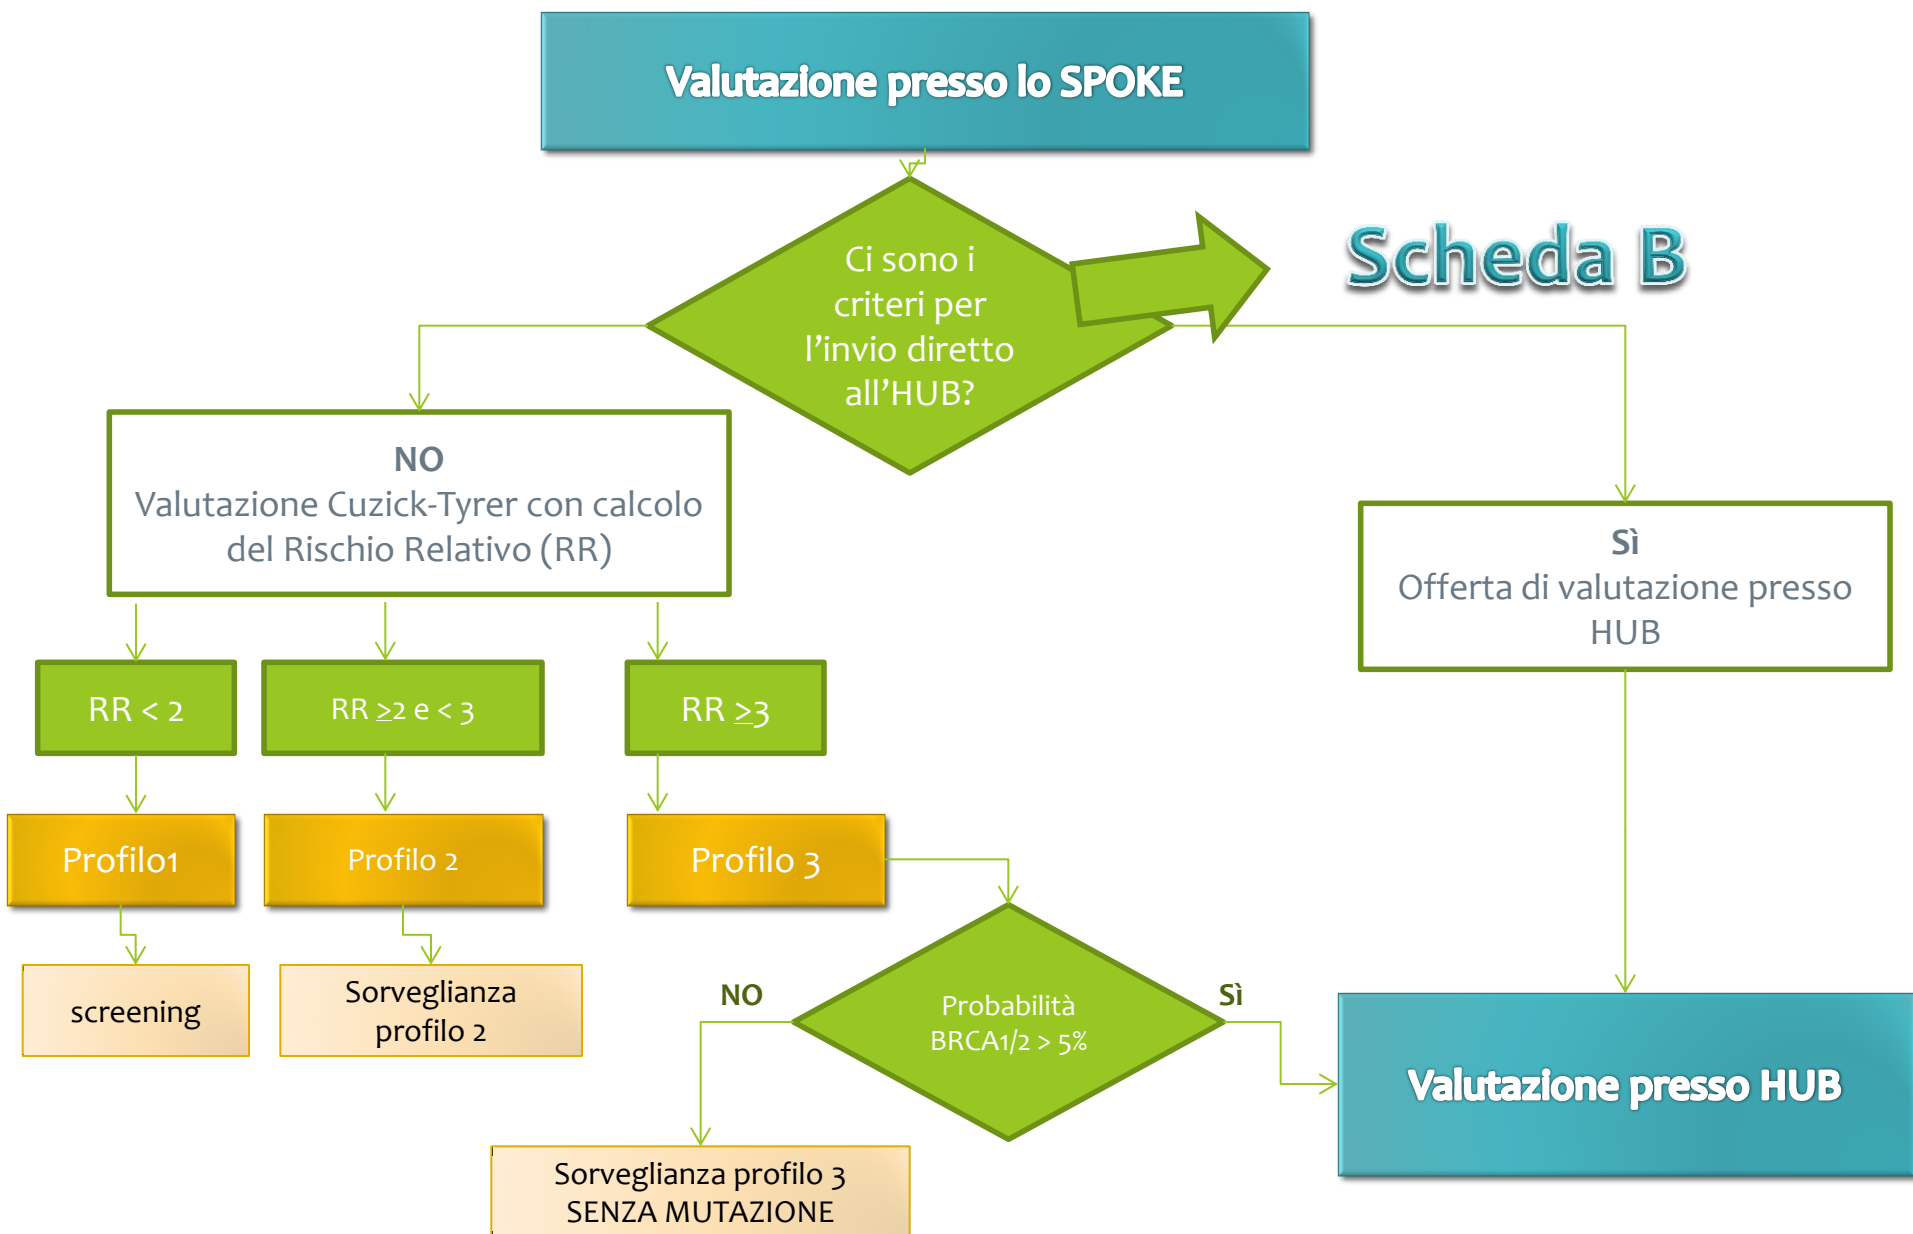 Valutazione presso lo SPOKE
Ci sono i
criteri per
l’invio diretto
all’HUB?
Scheda B
NO
Valutazione Cuzick-Tyrer con calcolo
del Rischio Relativo (RR)
Sì
Offerta di valutazione presso
HUB
RR < 2
RR ≥2 e < 3
RR ≥3
Profilo1
Profilo 2
Profilo 3
screening
Sorveglianza
profilo 2
NO
Probabilità
BRCA1/2 > 5%
Sì
Valutazione presso HUB
Sorveglianza profilo 3
SENZA MUTAZIONE